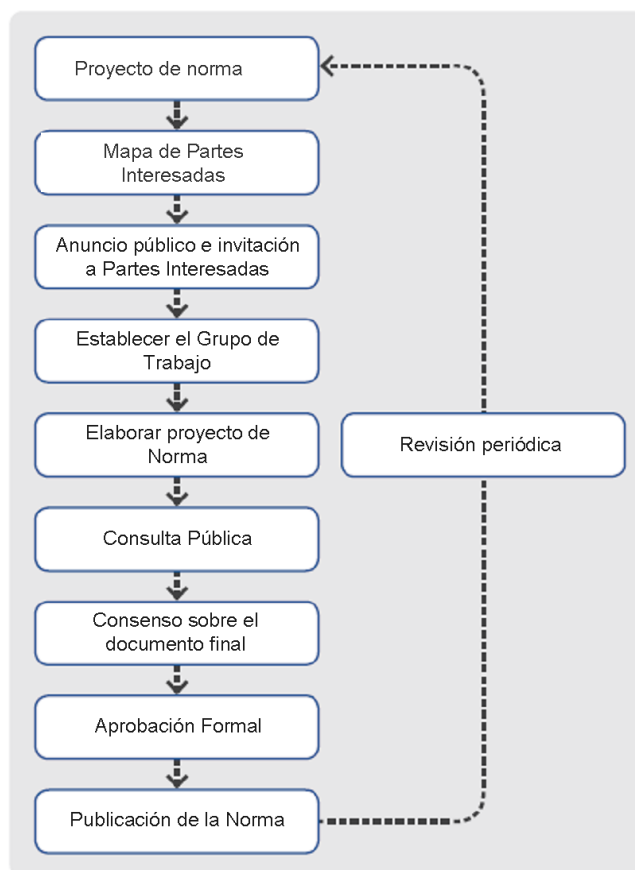 Proyecto de norma
Mapa de Partes
Interesadas
Anuncio público e invitación
a Partes Interesadas
Establecer el Grupo de
Trabajo
Elaborar proyecto de
Norma
Revisión periódica
Consulta Pública
Consenso sobre el
documento final
Aprobación Formal
Publicación de la Norma